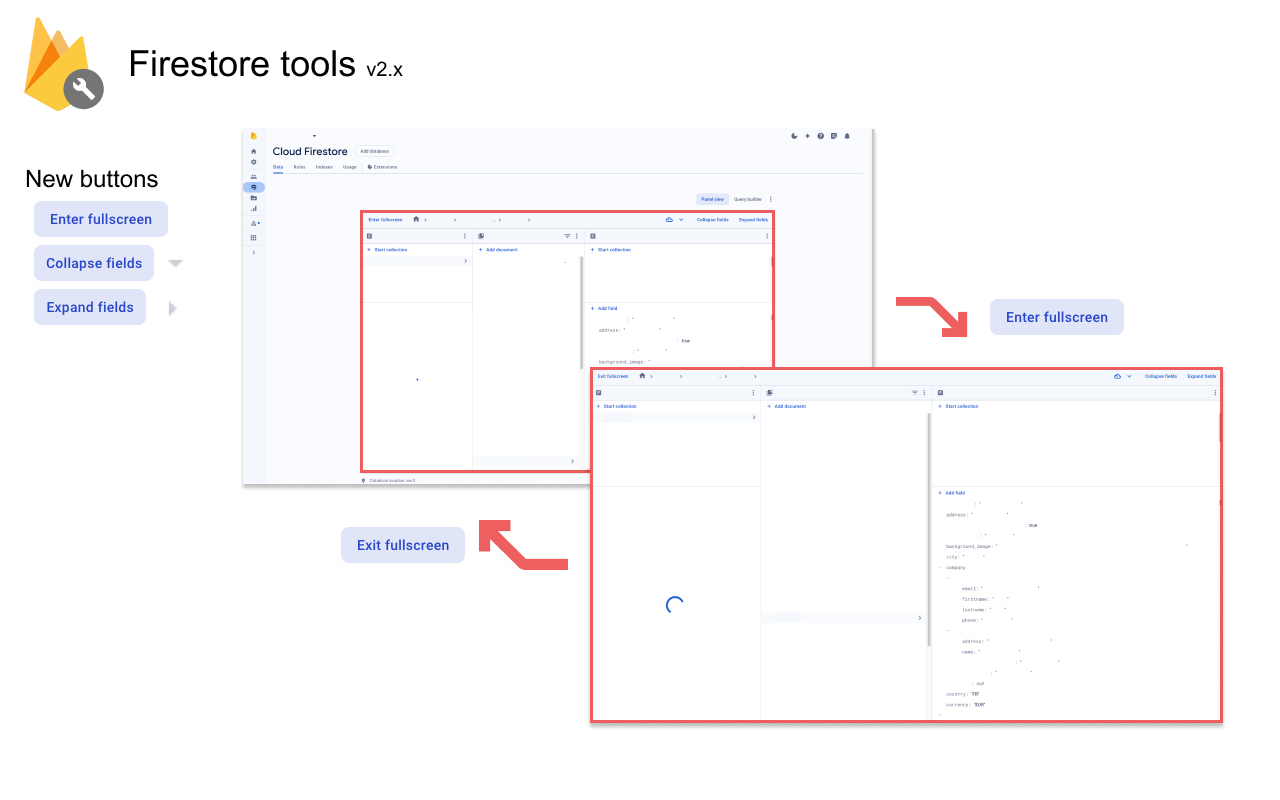 Firestore tools v2.x
New buttons
Enter fullscreen
Collapse fields
Expand fields
Cloud Firestore
Add database
Data Rules Indexes Usage Extensions
Panel view Query builder
Enter fullscreen Collapse fields Expand fields
+ Start collection + Add document + Start collection
+ Add field
: "
"
address: " "
: true
: " "
background_image: "
Database location:
Enter fullscreen
Exit fullscreen Collapse fields Expand fields
+ Start collection + Add document + Start collection
+ Add field
: " "
address: " "
: true
: " "
background_image: " "
city: " "
company
email: " "
firstname: " "
lastname: " "
phone: " "
address: " "
name: " "
: " "
: " "
: null
country: "FR"
currency: "EUR"
Exit fullscreen